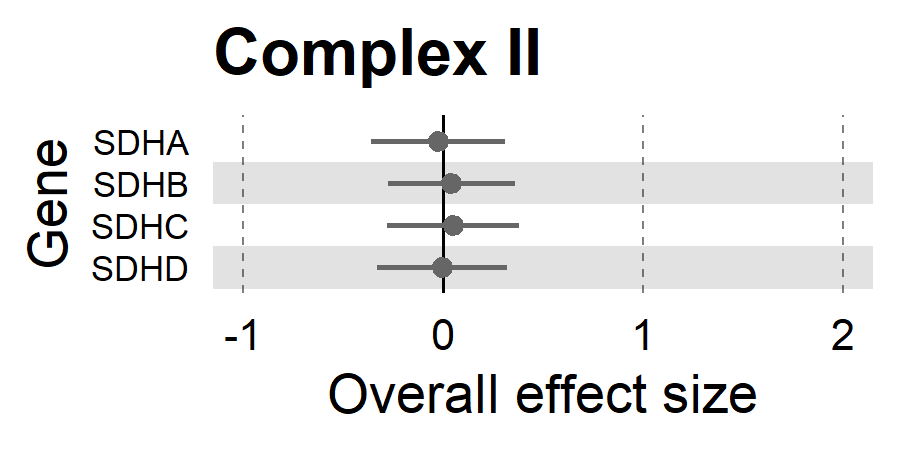 Complex II
Gene
SDHA
SDHB
SDHC
SDHD
-1 0 1 2
Overall effect size